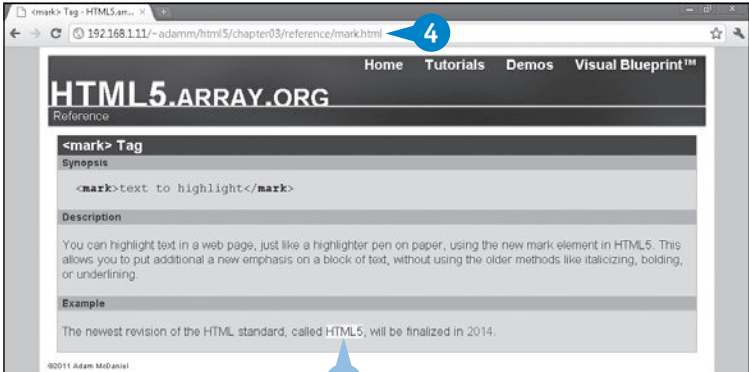 <mark> Tag - HTML5.arr...
192.168.1.11/~adamm/html5/chapter03/reference/mark.html
4
Home Tutorials Demos Visual Blueprint™
HTML5.ARRAY.ORG
Reference
<mark> Tag
Synopsis
<mark>text to highlight</mark>
Description
You can highlight text in a web page, just like a highlighter pen on paper, using the new mark element in HTML5. This
allows you to put additional a new emphasis on a block of text, without using the older methods like italicizing, bolding,
or underlining.
Example
The newest revision of the HTML standard, called HTML5, will be finalized in 2014.
©2011 Adam McDaniel